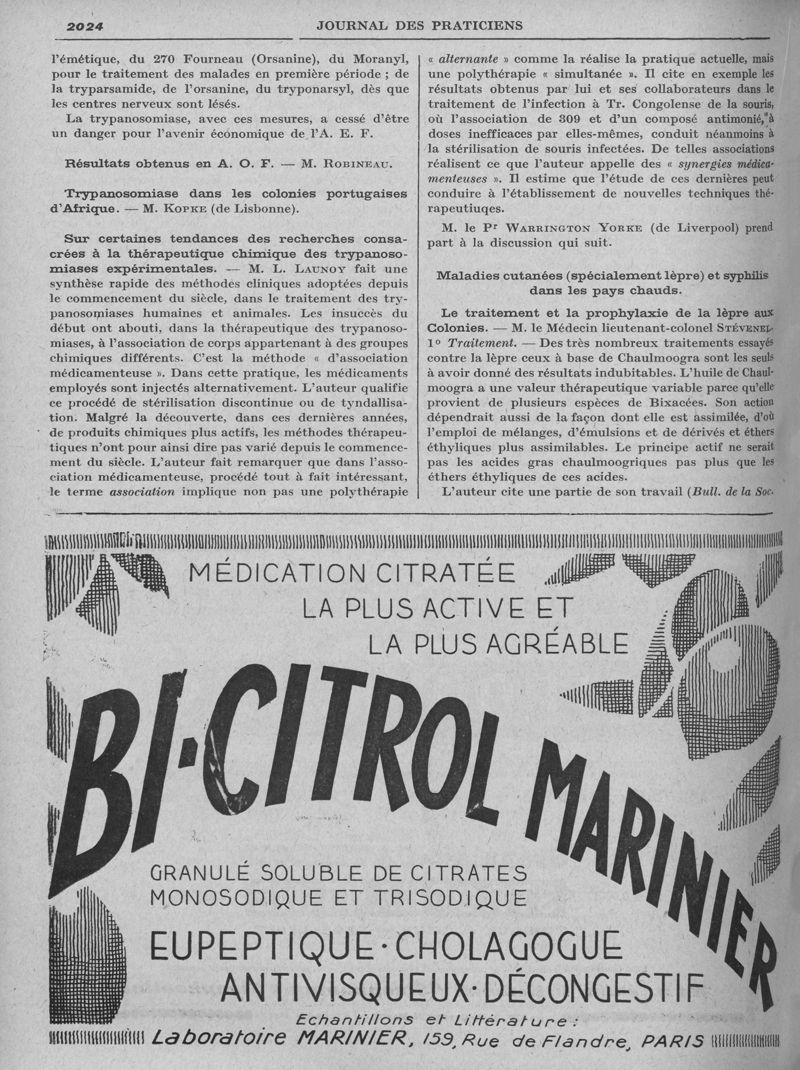 2024
JOURNAL DES PRATICIENS
l'émétique, du 270 Fourneau (Orsanine), du Moranyl,
pour le traitement des malades en première période ; de
la tryparsamide, de l'orsanine, du tryponarsyl, dès que
les centres nerveux sont lésés.
La trypanosomiase, avec ces mesures, a cessé d'être
un danger pour l'avenir économique de l'A. E. F.
Résultats obtenus en A. O. F. — M. ROBINEAU.
Trypanosomiase dans les colonies portugaises
d'Afrique. — M. KOPKE (de Lisbonne).
Sur certaines tendances des recherches consa-
crées à la thérapeutique chimique des trypanoso-
miases expérimentales. — M. L. LAUNOY fait une
synthèse rapide des méthodes cliniques adoptées depuis
le commencement du siècle, dans le traitement des try-
panosomiases humaines et animales. Les insuccès du
début ont abouti, dans la thérapeutique des trypanoso-
miases, à l'association de corps appartenant à des groupes
chimiques différents. C'est la méthode « d'association
médicamenteuse ». Dans cette pratique, les médicaments
employés sont injectés alternativement. L'auteur qualifie
ce procédé de stérilisation discontinue ou de tyndallisa-
tion. Malgré la découverte, dans ces dernières années,
de produits chimiques plus actifs, les méthodes thérapeu-
tiques n'ont pour ainsi dire pas varié depuis le commence-
ment du siècle. L'auteur fait remarquer que dans l'asso-
ciation médicamenteuse, procédé tout à fait intéressant,
le terme association implique non pas une polythérapie
« alternante » comme la réalise la pratique actuelle, mais
une polythérapie « simultanée ». Il cite en exemple les
résultats obtenus par lui et ses collaborateurs dans le
traitement de l'infection à Tr. Congolense de la souris,
où l'association de 309 et d'un composé antimonié, à
doses inefficaces par elles-mêmes, conduit néanmoins à
la stérilisation de souris infectées. De telles associations
réalisent ce que l'auteur appelle des « synergies médica-
menteuses ». Il estime que l'étude de ces dernières peut
conduire à l'établissement de nouvelles techniques thé-
rapeutiuqes.
M. le Pr WARRINGTON YORKE (de Liverpool) prend
part à la discussion qui suit.
Maladies cutanées (spécialement lèpre) et syphilis
dans les pays chauds.
Le traitement et la prophylaxie de la lèpre aux
Colonies. — M. le Médecin lieutenant-colonel STÉVENEL-
1o Traitement. — Des très nombreux traitements essayés
contre la lèpre ceux à base de Chaulmoogra sont les seuls
à avoir donné des résultats indubitables. L'huile de Chaul-
moogra a une valeur thérapeutique variable parce qu'elle
provient de plusieurs espèces de Bixacées. Son action
dépendrait aussi de la façon dont elle est assimilée, d'où
l'emploi de mélanges, d'émulsions et de dérivés et éthers
éthyliques plus assimilables. Le principe actif ne serait
pas les acides gras chaulmoogriques pas plus que les
éthers éthyliques de ces acides.
L'auteur cite une partie de son travail (Bull. de la Soc.
MÉDICATION CITRATÉE
LA PLUS ACTIVE ET
LA PLUS AGRÉABLE
BI-CITROL MARINIER
GRANULÉ SOLUBLE DE CITRATES
MONOSODIQUE ET TRISODIQUE
EUPEPTIQUE · CHOLAGOGUE
ANTIVISQUEUX · DÉCONGESTIF
Echantillons et Littérature :
Laboratoire MARINIER, 159, Rue de Flandre, PARIS